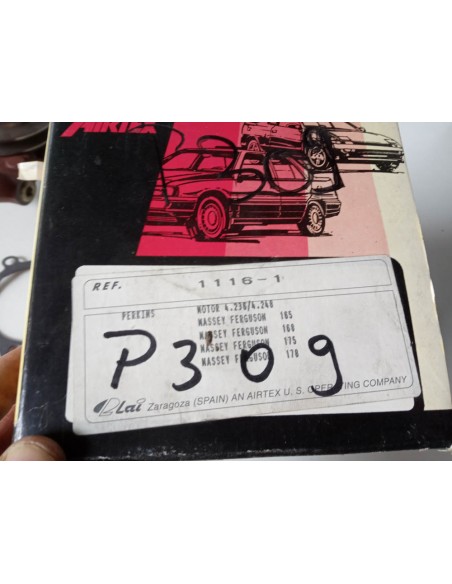 AIRTEX
REF. 1116-1
PERKINS MOTOR 4.236/4.248
MASSEY FERGUSON 165
MASSEY FERGUSON 168
MASSEY FERGUSON 175
MASSEY FERGUSON 178
P309
Lai Zaragoza (SPAIN) AN AIRTEX U. S. OPERATING COMPANY